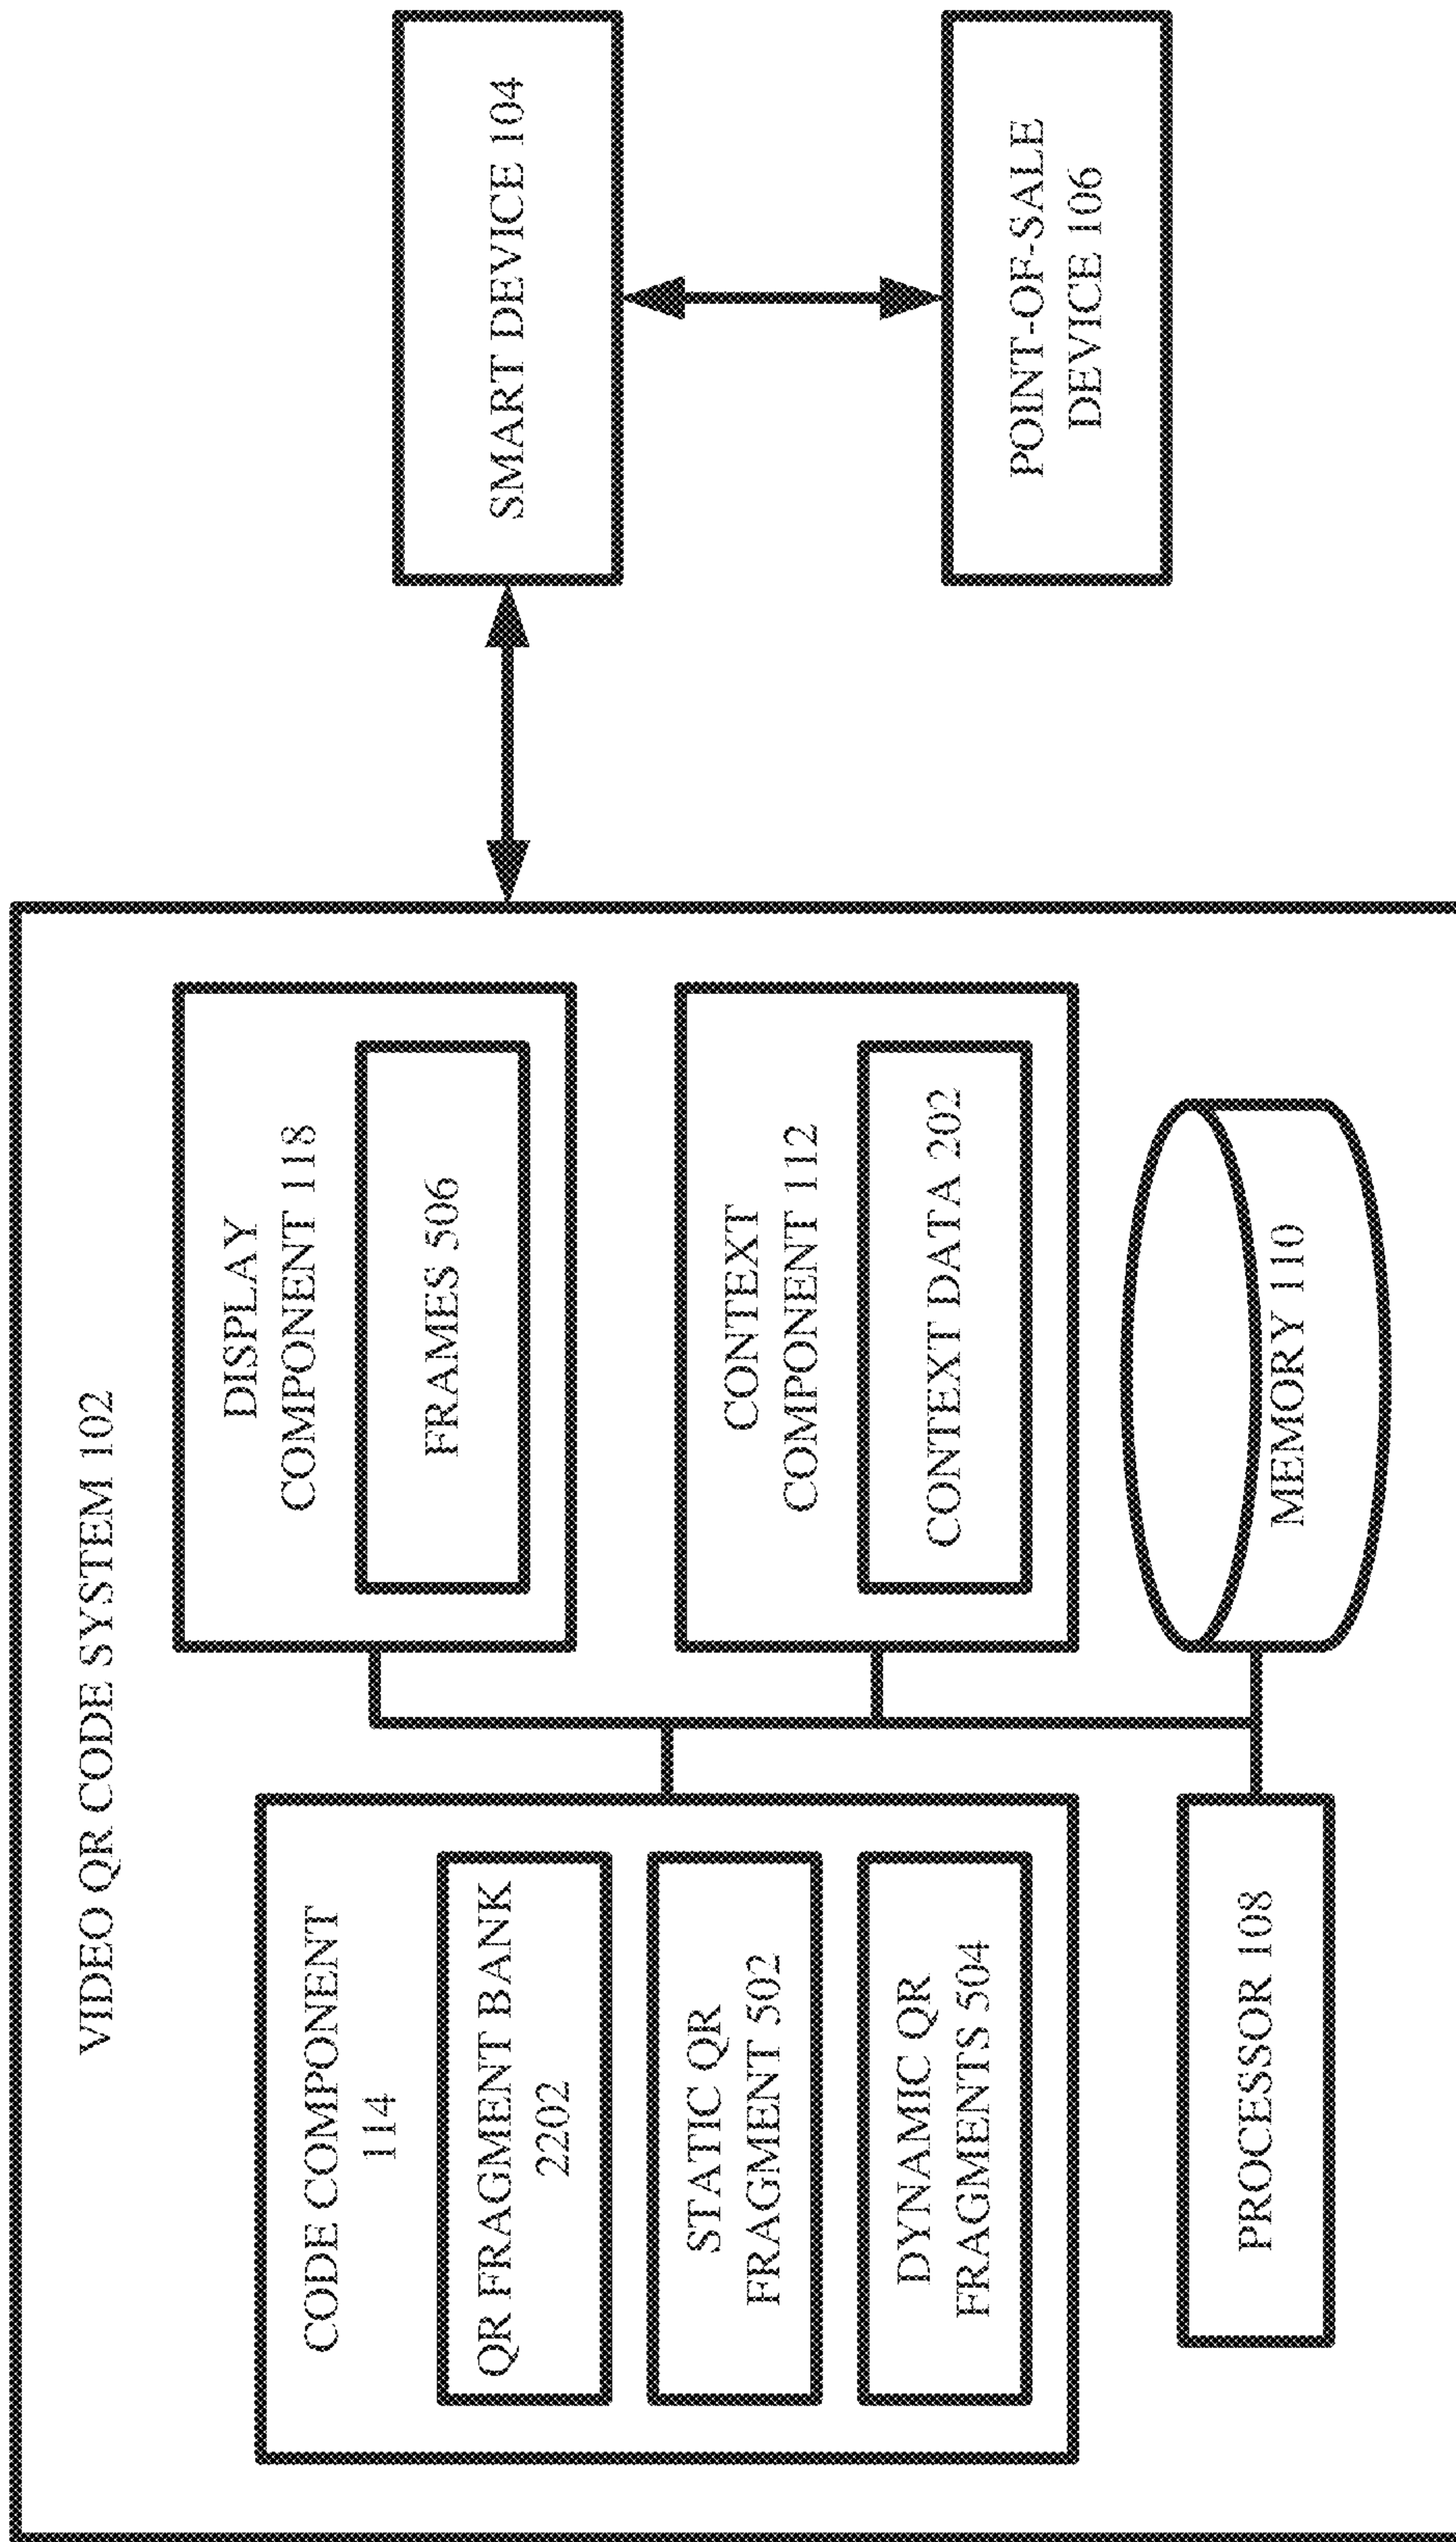 VIDEO QR CODE SYSTEM 102
CODE COMPONENT
114
QR FRAGMENT BANK
2202
STATIC QR
FRAGMENT 502
DYNAMIC QR
FRAGMENTS 504
PROCESSOR 108
DISPLAY
COMPONENT 118
FRAMES 506
CONTEXT
COMPONENT 112
CONTEXT DATA 202
MEMORY 110
SMART DEVICE 104
POINT-OF-SALE
DEVICE 106